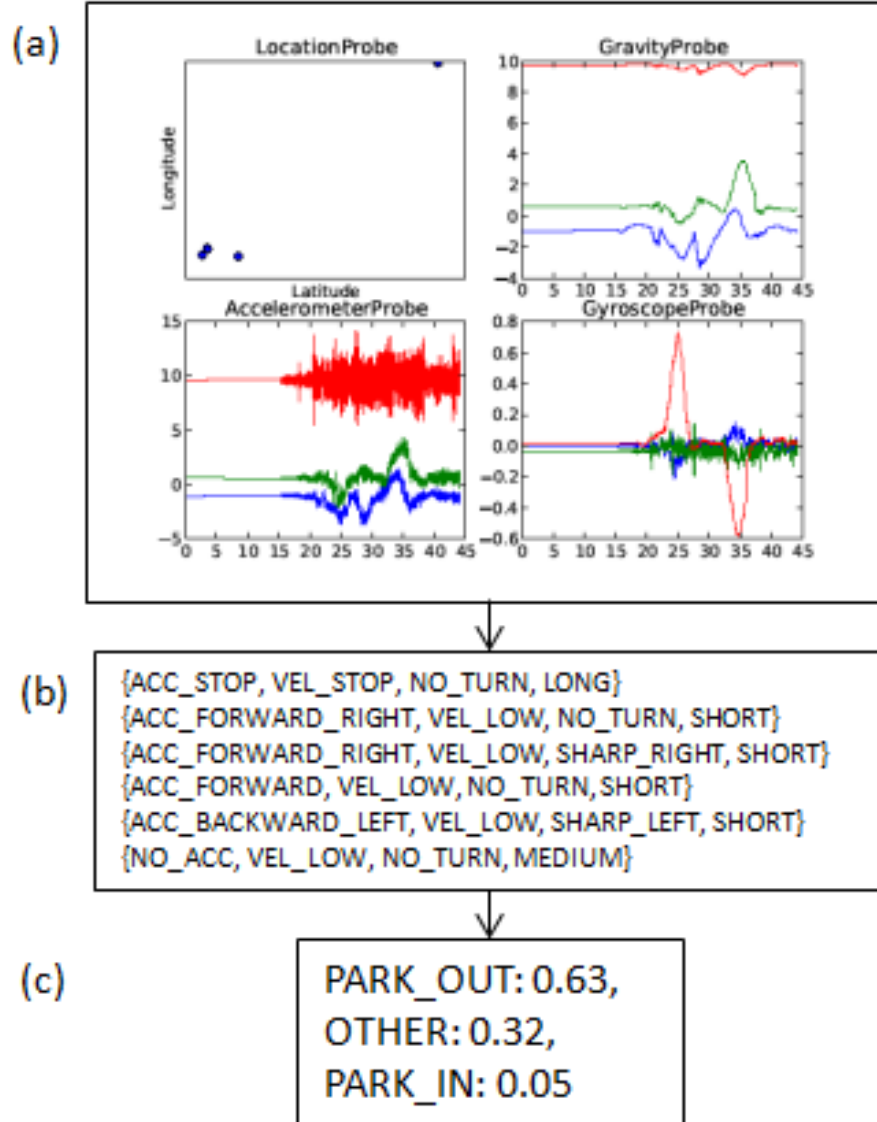 (a)
LocationProbe
Longitude
Latitude
GravityProbe
10
8
6
4
2
0
−2
−4
0 5 10 15 20 25 30 35 40 45
AccelerometerProbe
15
10
5
0
−5
0 5 10 15 20 25 30 35 40 45
GyroscopeProbe
0.8
0.6
0.4
0.2
0.0
−0.2
−0.4
−0.6
0 5 10 15 20 25 30 35 40 45
(b)
{ACC_STOP, VEL_STOP, NO_TURN, LONG}
{ACC_FORWARD_RIGHT, VEL_LOW, NO_TURN, SHORT}
{ACC_FORWARD_RIGHT, VEL_LOW, SHARP_RIGHT, SHORT}
{ACC_FORWARD, VEL_LOW, NO_TURN, SHORT}
{ACC_BACKWARD_LEFT, VEL_LOW, SHARP_LEFT, SHORT}
{NO_ACC, VEL_LOW, NO_TURN, MEDIUM}
(c)
PARK_OUT: 0.63,
OTHER: 0.32,
PARK_IN: 0.05